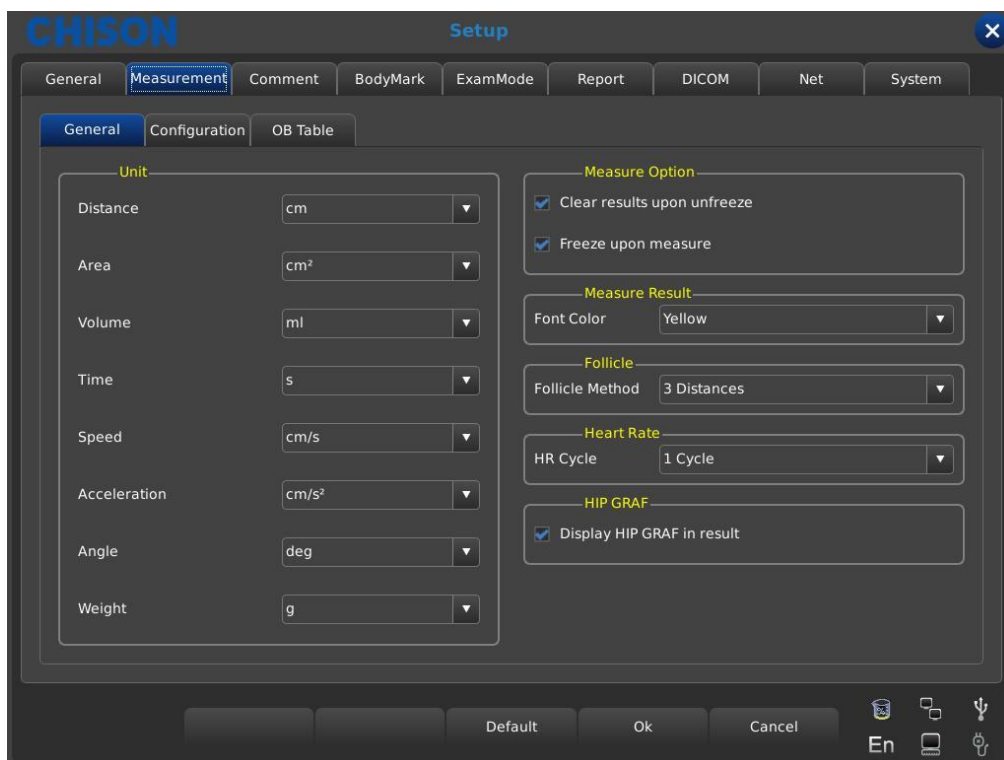 CHISON
Setup
General Measurement Comment BodyMark ExamMode Report DICOM Net System
General Configuration OB Table
Unit
Distance cm
Area cm²
Volume ml
Time s
Speed cm/s
Acceleration cm/s²
Angle deg
Weight g
Measure Option
Clear results upon unfreeze
Freeze upon measure
Measure Result
Font Color Yellow
Follicle
Follicle Method 3 Distances
Heart Rate
HR Cycle 1 Cycle
HIP GRAF
Display HIP GRAF in result
Default Ok Cancel
En